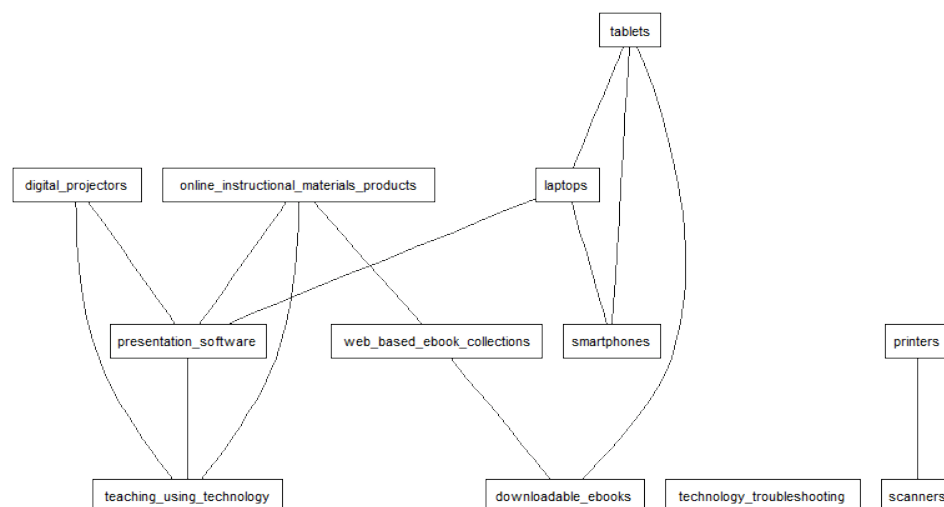 tablets
digital_projectors
online_instructional_materials_products
laptops
presentation_software
web_based_ebook_collections
smartphones
printers
teaching_using_technology
downloadable_ebooks
technology_troubleshooting
scanners